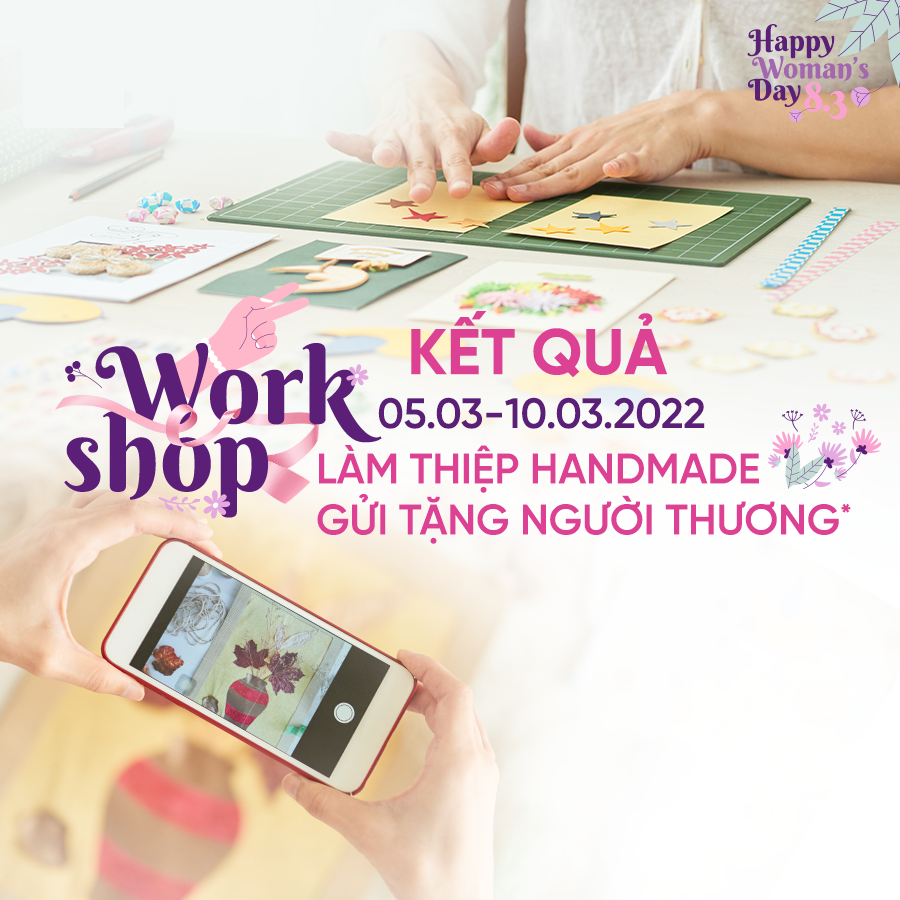 Happy
Woman's
Day 8.3
Work
shop
KẾT QUẢ
05.03-10.03.2022
LÀM THIỆP HANDMADE
GỬI TẶNG NGƯỜI THƯƠNG*